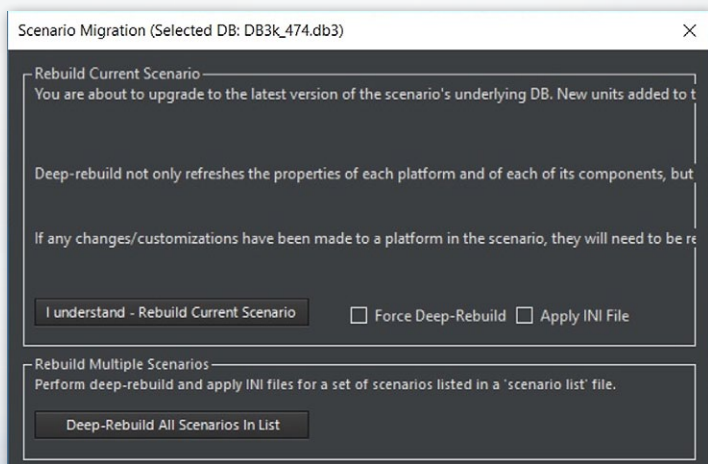 Scenario Migration (Selected DB: DB3k_474.db3)
Rebuild Current Scenario
You are about to upgrade to the latest version of the scenario's underlying DB. New units added to
Deep-rebuild not only refreshes the properties of each platform and of each of its components, but
If any changes/customizations have been made to a platform in the scenario, they will need to be
I understand - Rebuild Current Scenario
Force Deep-Rebuild Apply INI File
Rebuild Multiple Scenarios
Perform deep-rebuild and apply INI files for a set of scenarios listed in a 'scenario list' file.
Deep-Rebuild All Scenarios In List